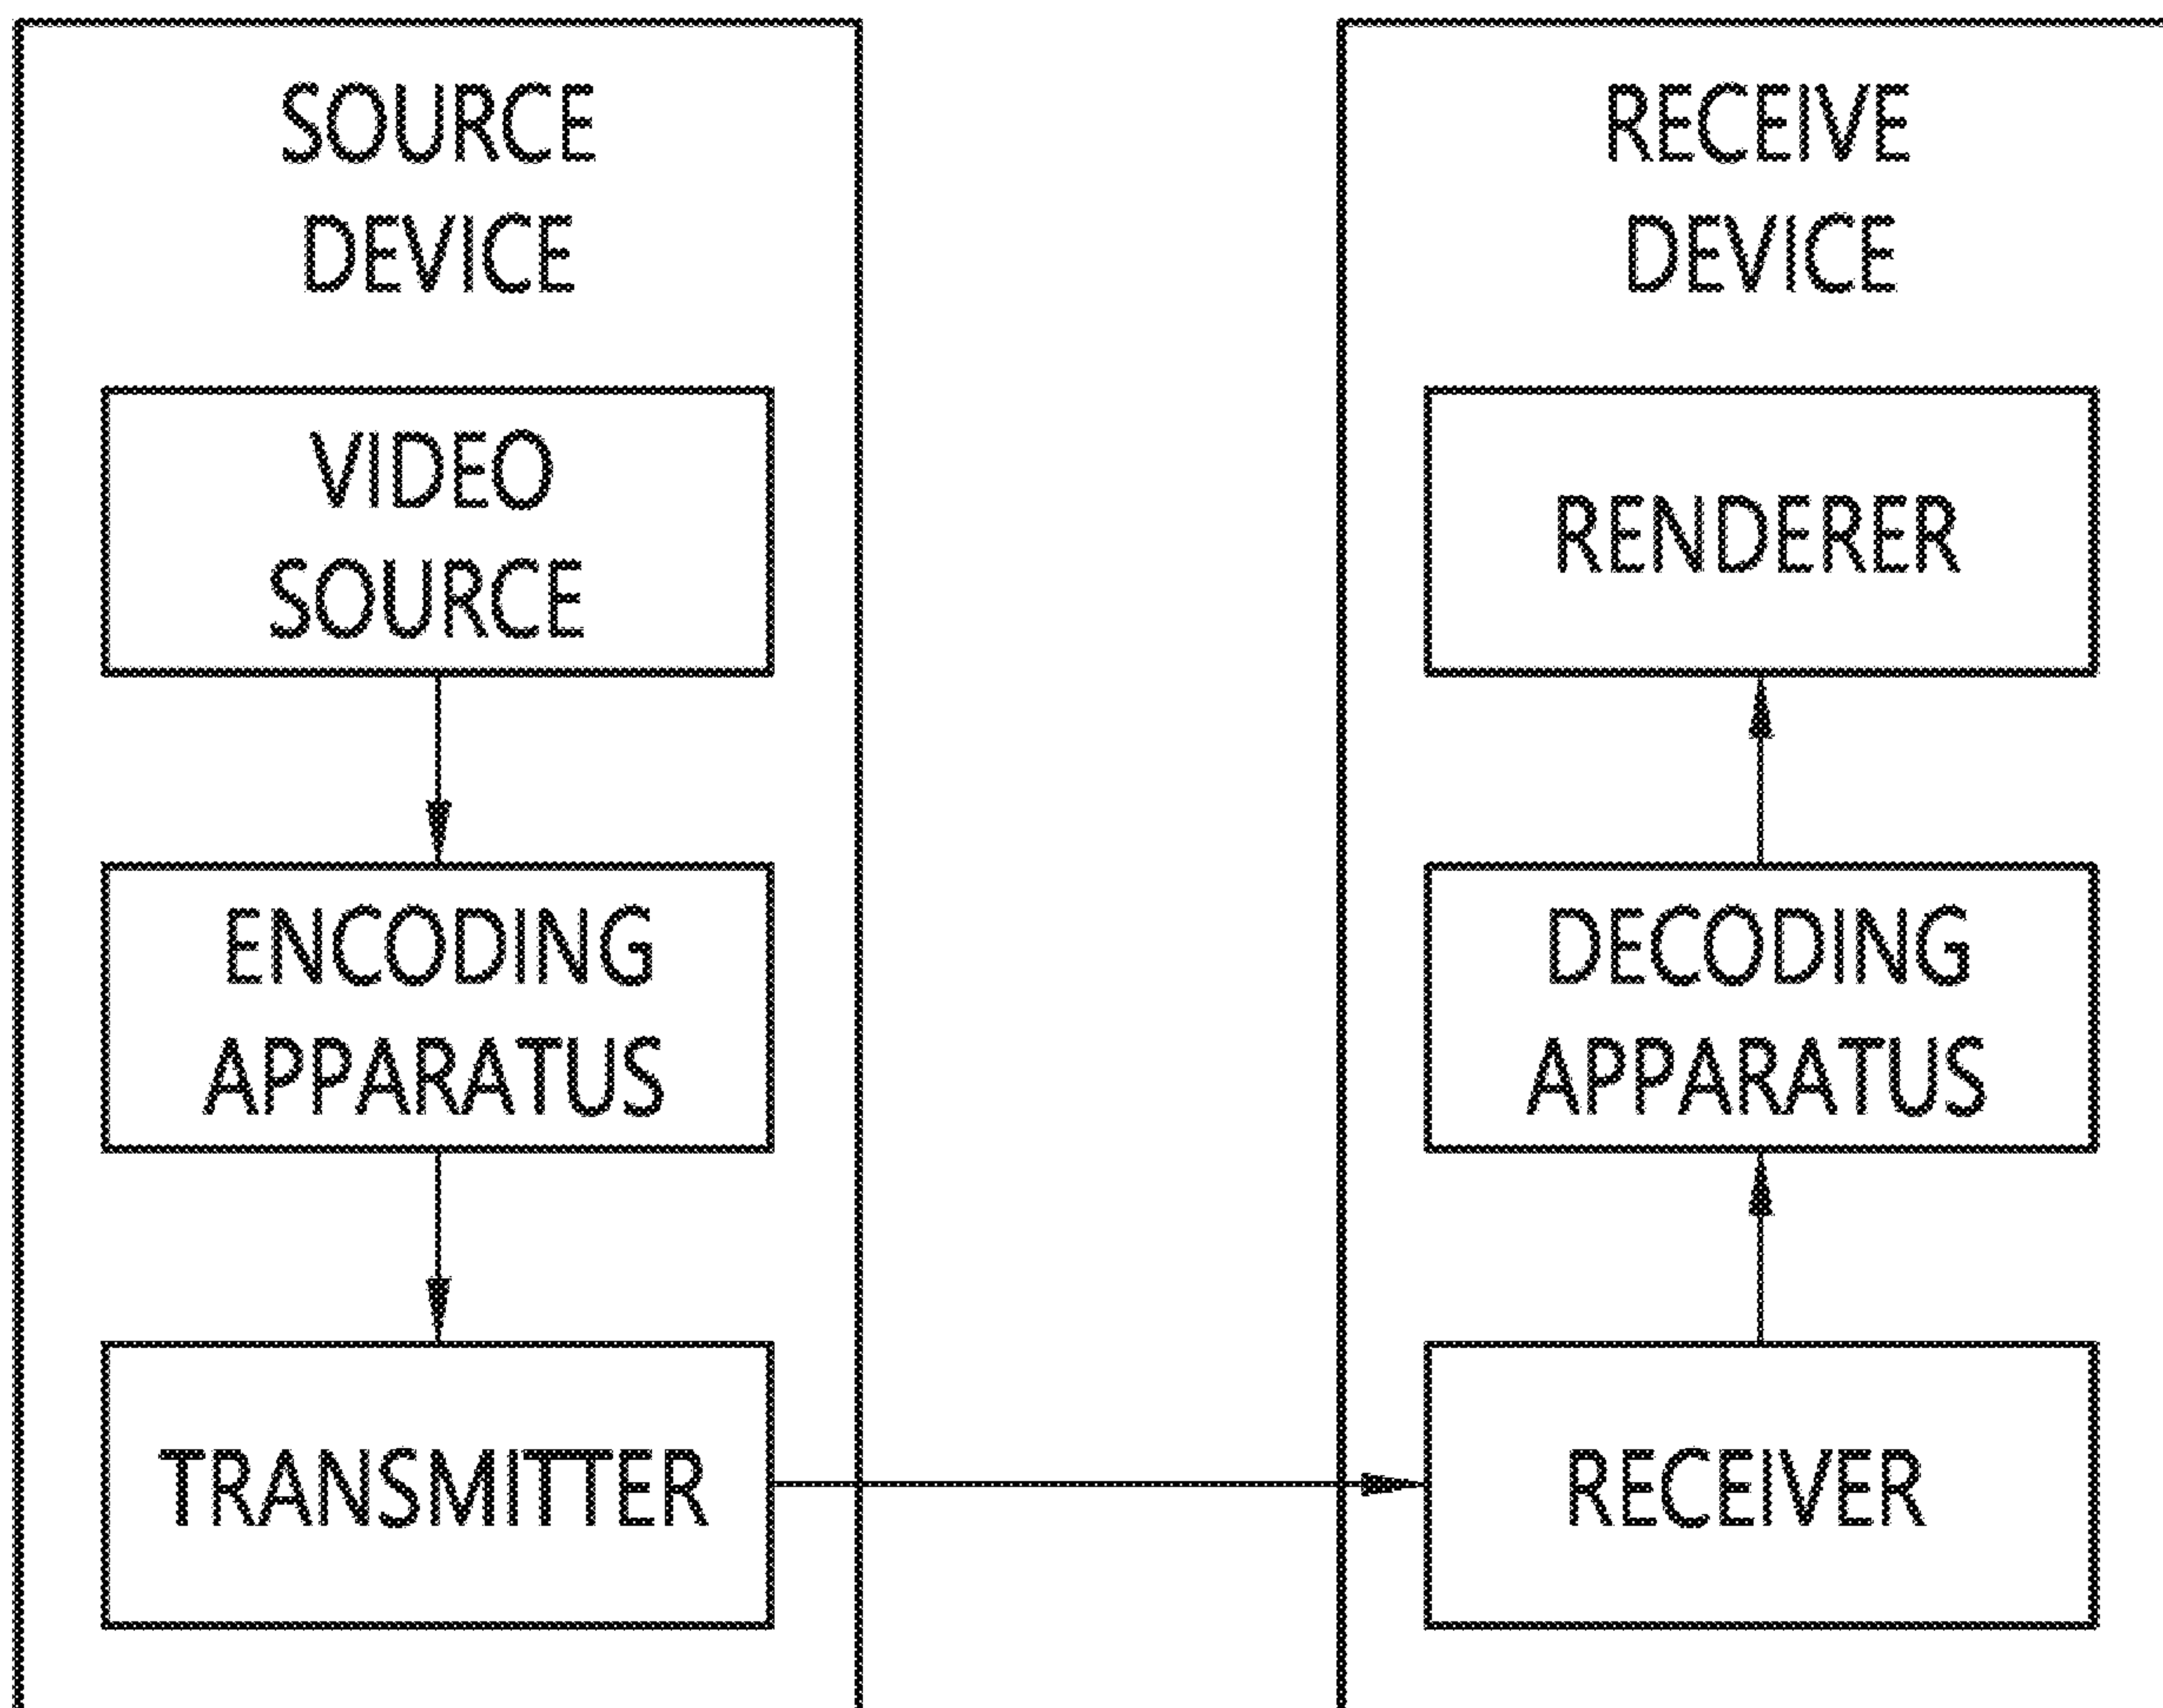 SOURCE
DEVICE
VIDEO
SOURCE
ENCODING
APPARATUS
TRANSMITTER
RECEIVE
DEVICE
RENDERER
DECODING
APPARATUS
RECEIVER